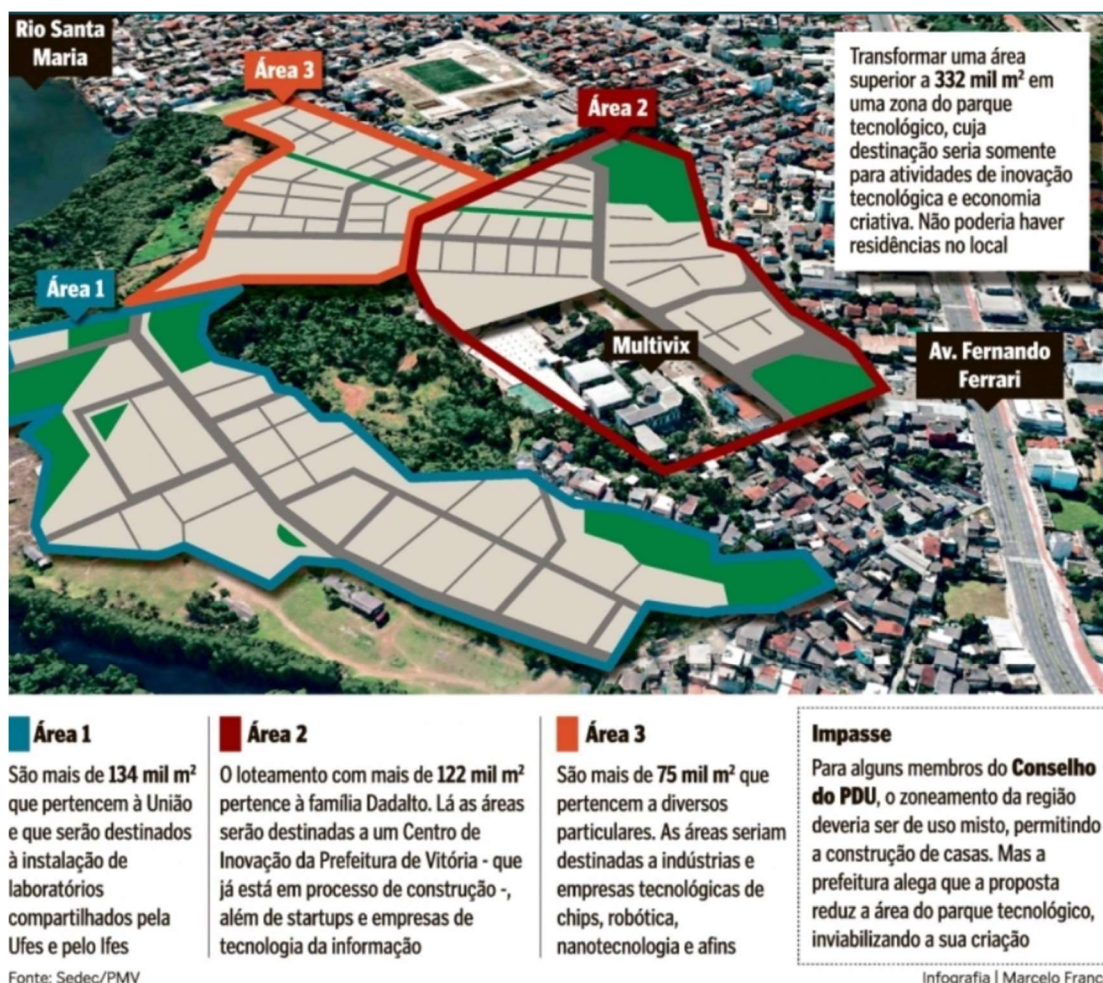 Rio Santa
Maria
Área 3
Área 2
Transformar uma área
superior a 332 mil m² em
uma zona do parque
tecnológico, cuja
destinação seria somente
para atividades de inovação
tecnológica e economia
criativa. Não poderia haver
residências no local
Área 1
Multivix
Av. Fernando
Ferrari
Área 1
São mais de 134 mil m²
que pertencem à União
e que serão destinados
à instalação de
laboratórios
compartilhados pela
Ufes e pelo Ifes
Área 2
O loteamento com mais de 122 mil m²
pertence à família Dadalto. Lá as áreas
serão destinadas a um Centro de
Inovação da Prefeitura de Vitória - que
já está em processo de construção -,
além de startups e empresas de
tecnologia da informação
Área 3
São mais de 75 mil m² que
pertencem a diversos
particulares. As áreas seriam
destinadas a indústrias e
empresas tecnológicas de
chips, robótica,
nanotecnologia e afins
Impasse
Para alguns membros do Conselho
do PDU, o zoneamento da região
deveria ser de uso misto, permitindo
a construção de casas. Mas a
prefeitura alega que a proposta
reduz a área do parque tecnológico,
inviabilizando a sua criação
Fonte: Sedec/PMV
Infografia | Marcelo Franc